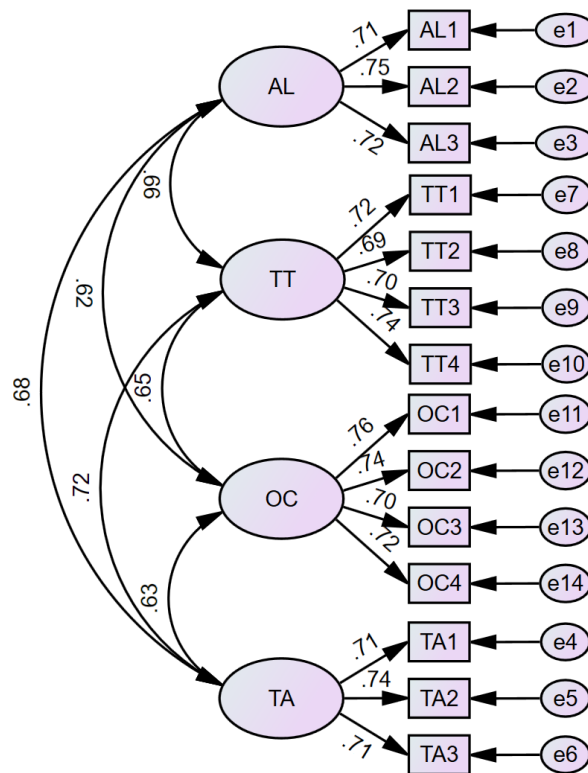 .71 AL1 e1
AL .75 AL2 e2
.72 AL3 e3
.66
.72 TT1 e7
.69 TT2 e8
TT .70 TT3 e9
.62
.74 TT4 e10
.68 .65
.76 OC1 e11
.72 .74 OC2 e12
OC .70 OC3 e13
.72 OC4 e14
.63
.71 TA1 e4
TA .74 TA2 e5
.71 TA3 e6